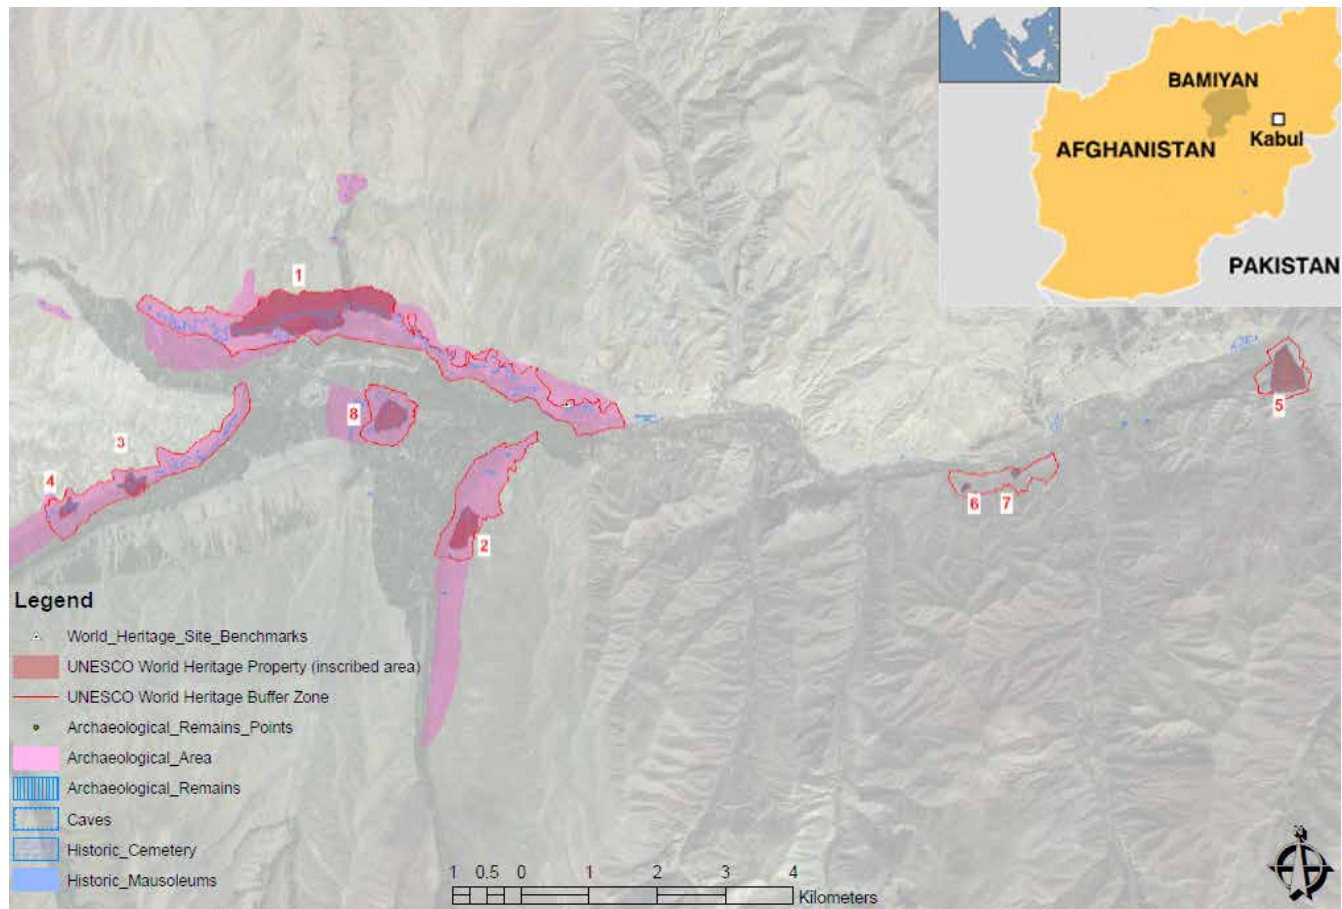 BAMIYAN
AFGHANISTAN
Kabul
PAKISTAN
1
8
3
4
2
5
6
7
Legend
World_Heritage_Site_Benchmarks
UNESCO World Heritage Property (inscribed area)
UNESCO World Heritage Buffer Zone
Archaeological_Remains_Points
Archaeological_Area
Archaeological_Remains
Caves
Historic_Cemetery
Historic_Mausoleums
1 0.5 0 1 2 3 4
Kilometers